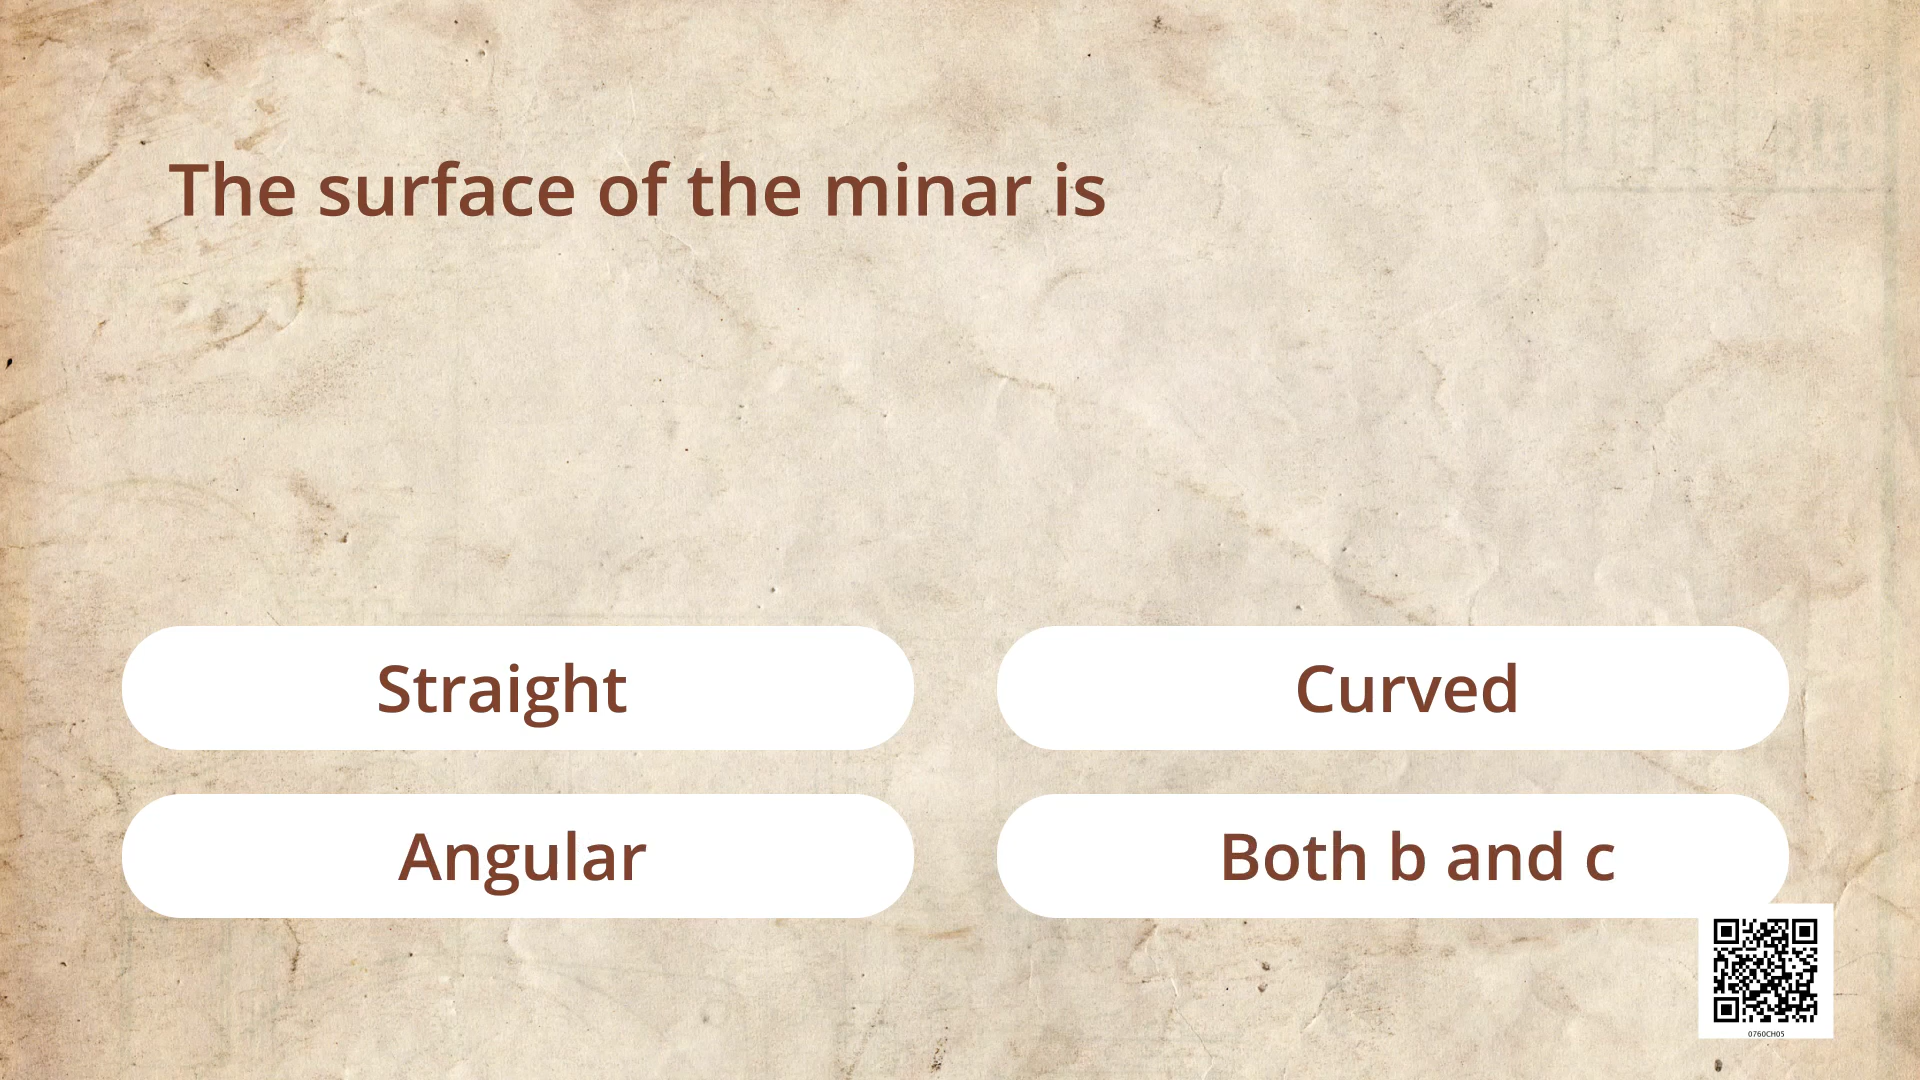 The surface of the minar is
Straight
Curved
Angular
Both b and c
0760CH05